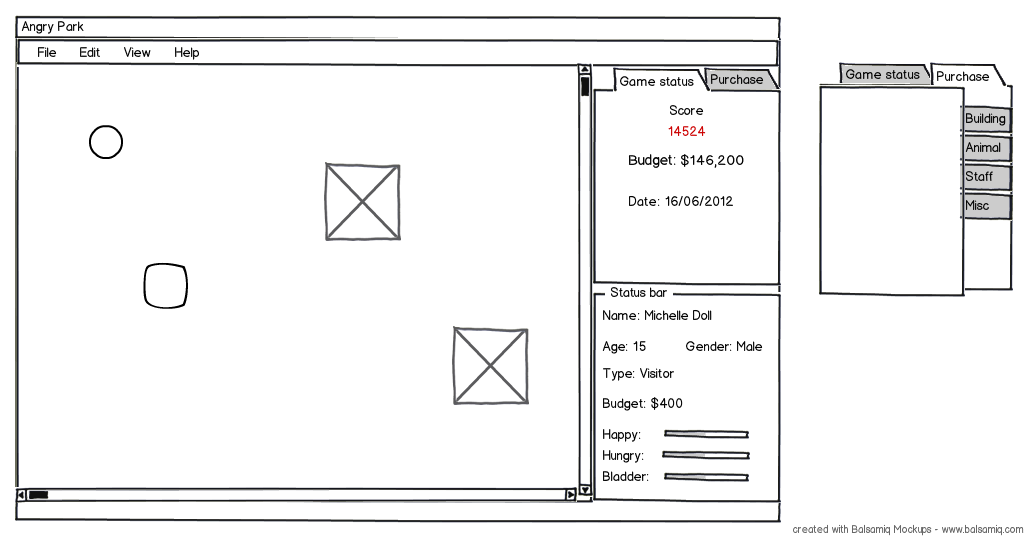 Angry Park
File Edit View Help
Game status Purchase
Score
14524
Budget: $146,200
Date: 16/06/2012
Status bar
Name: Michelle Doll
Age: 15 Gender: Male
Type: Visitor
Budget: $400
Happy:
Hungry:
Bladder:
Game status Purchase
Building
Animal
Staff
Misc
created with Balsamiq Mockups - www.balsamiq.com